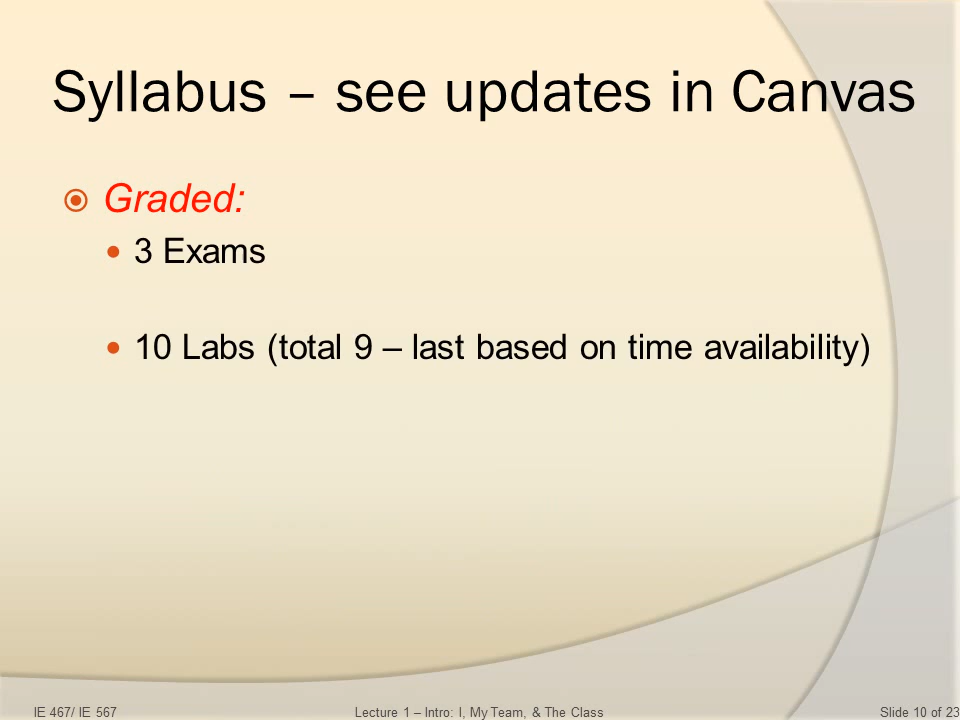 Syllabus – see updates in Canvas
Graded:
3 Exams
10 Labs (total 9 – last based on time availability)
IE 467/ IE 567
Lecture 1 – Intro: I, My Team, & The Class
Slide 10 of 23